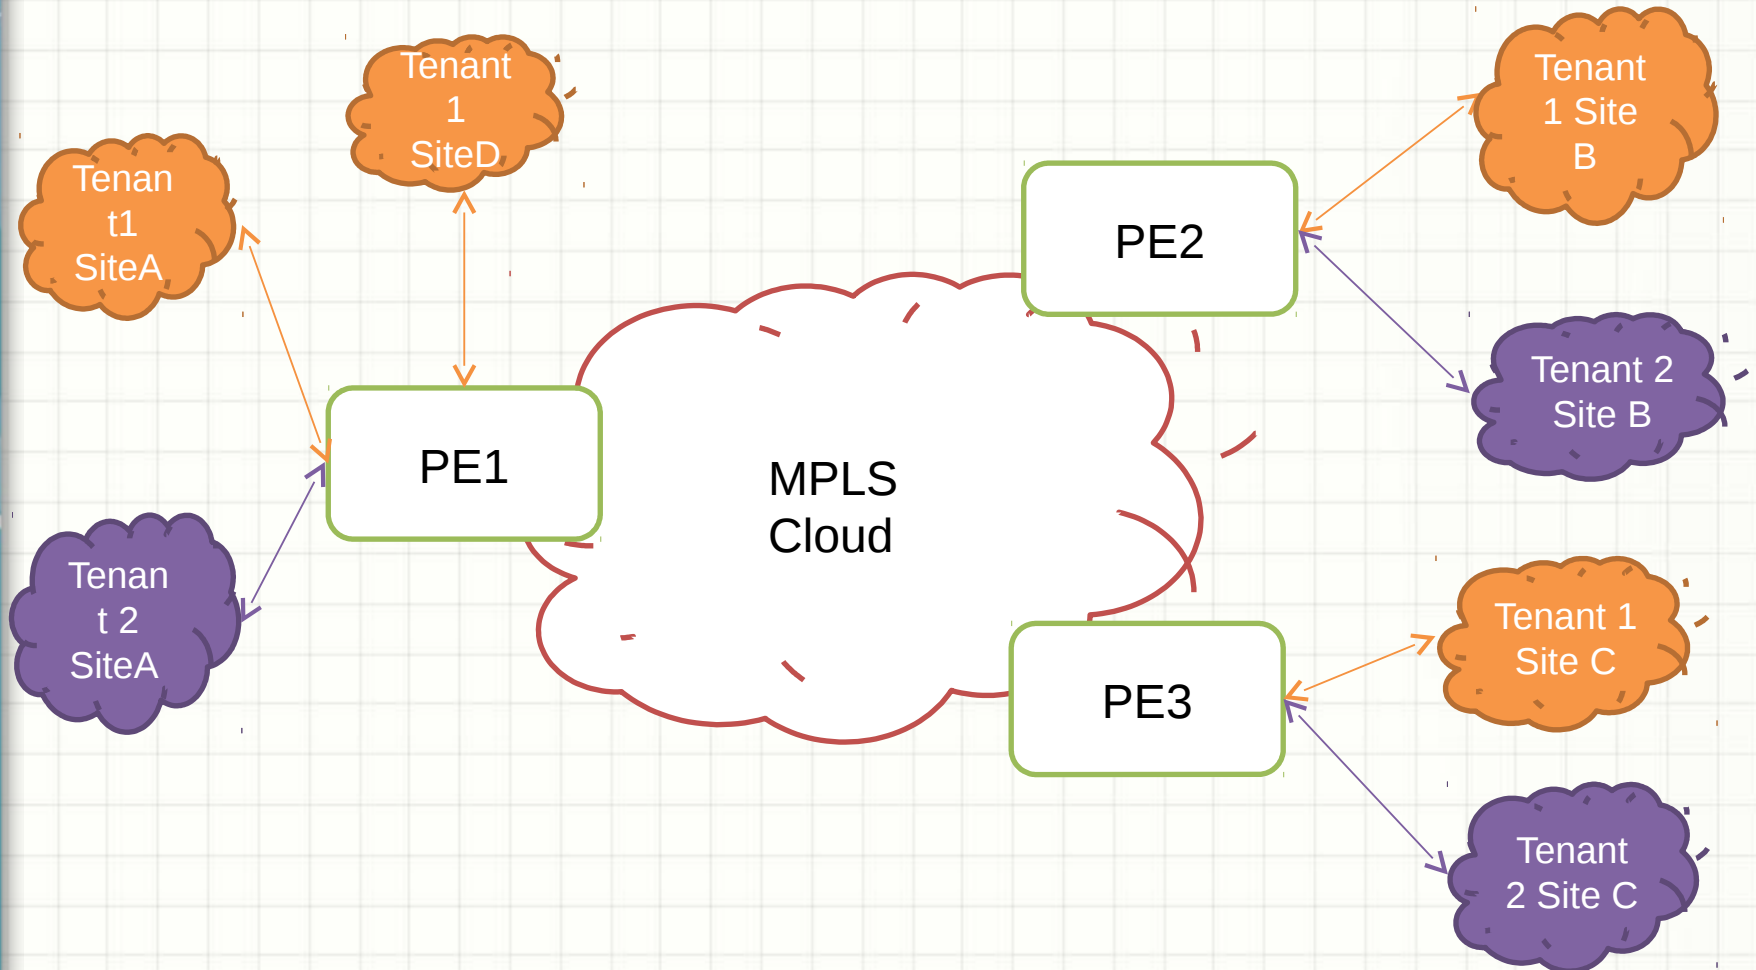 Tenant
1
SiteD
Tenan
t1
SiteA
PE1
Tenan
t 2
SiteA
MPLS
Cloud
PE2
Tenant
1 Site
B
Tenant 2
Site B
PE3
Tenant 1
Site C
Tenant
2 Site C